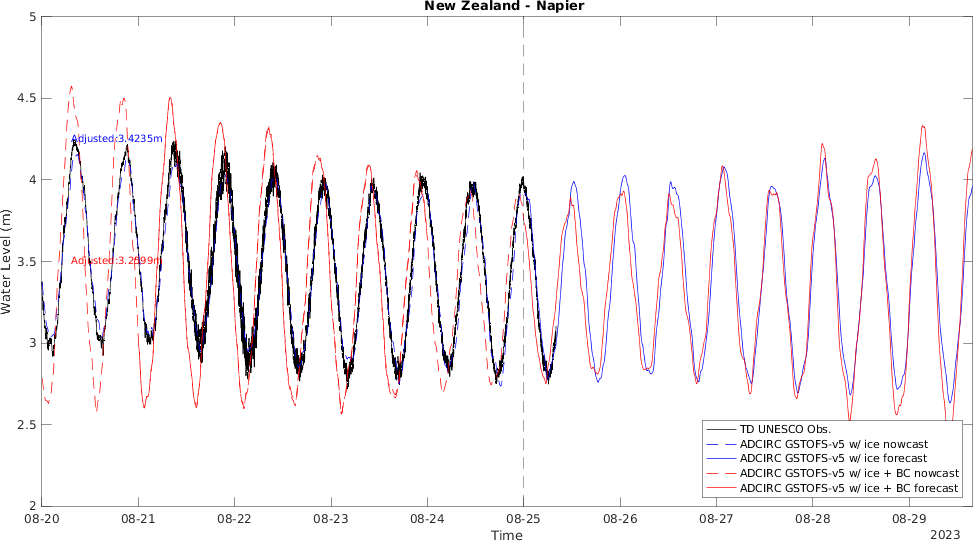 New Zealand - Napier
Water Level (m)
5
4.5
4
3.5
3
2.5
2
Adjusted:3.4235m
Adjusted:3.2599m
TD UNESCO Obs.
ADCIRC GSTOFS-v5 w/ ice nowcast
ADCIRC GSTOFS-v5 w/ ice forecast
ADCIRC GSTOFS-v5 w/ ice + BC nowcast
ADCIRC GSTOFS-v5 w/ ice + BC forecast
08-20 08-21 08-22 08-23 08-24 08-25 08-26 08-27 08-28 08-29
Time
2023